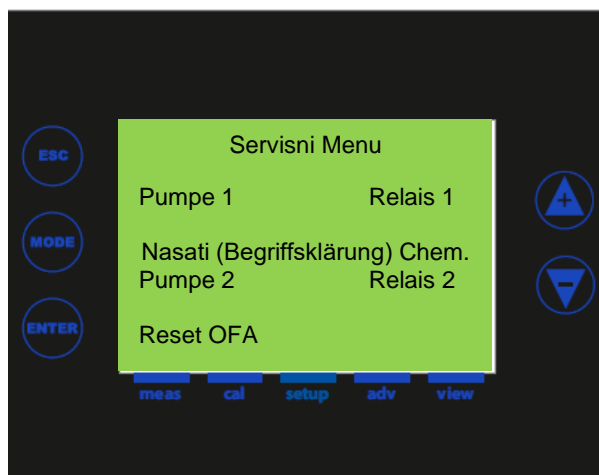 Servisni Menu
ESC
Pumpe 1 Relais 1
+
MODE
Nasati (Begriffsklärung) Chem.
Pumpe 2 Relais 2
-
ENTER
Reset OFA
meas cal setup adv view